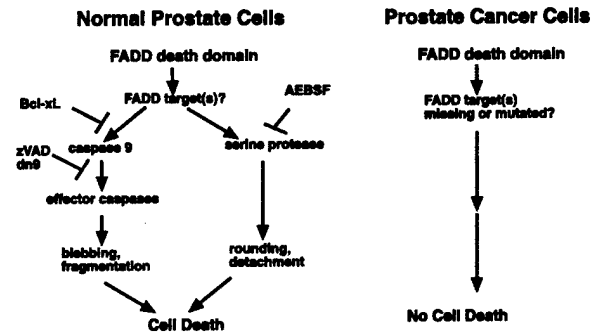 Normal Prostate Cells
FADD death domain
FADD target(s)?
Bcl-xL
AEBSF
caspase 9
serine protease
zVAD
dn9
effector caspases
blebbing,
fragmentation
rounding,
detachment
Cell Death
Prostate Cancer Cells
FADD death domain
FADD target(s)
missing or mutated?
No Cell Death